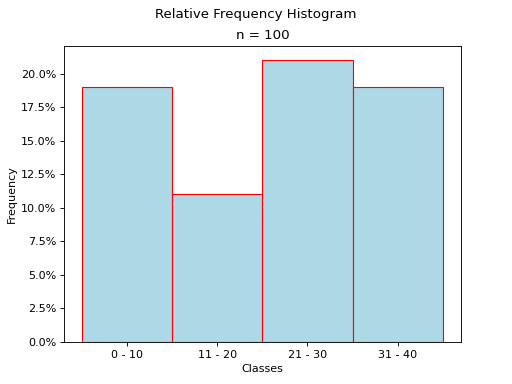 Relative Frequency Histogram
n = 100
20.0%
17.5%
15.0%
12.5%
10.0%
7.5%
5.0%
2.5%
0.0%
Frequency
0 - 10
11 - 20
21 - 30
31 - 40
Classes